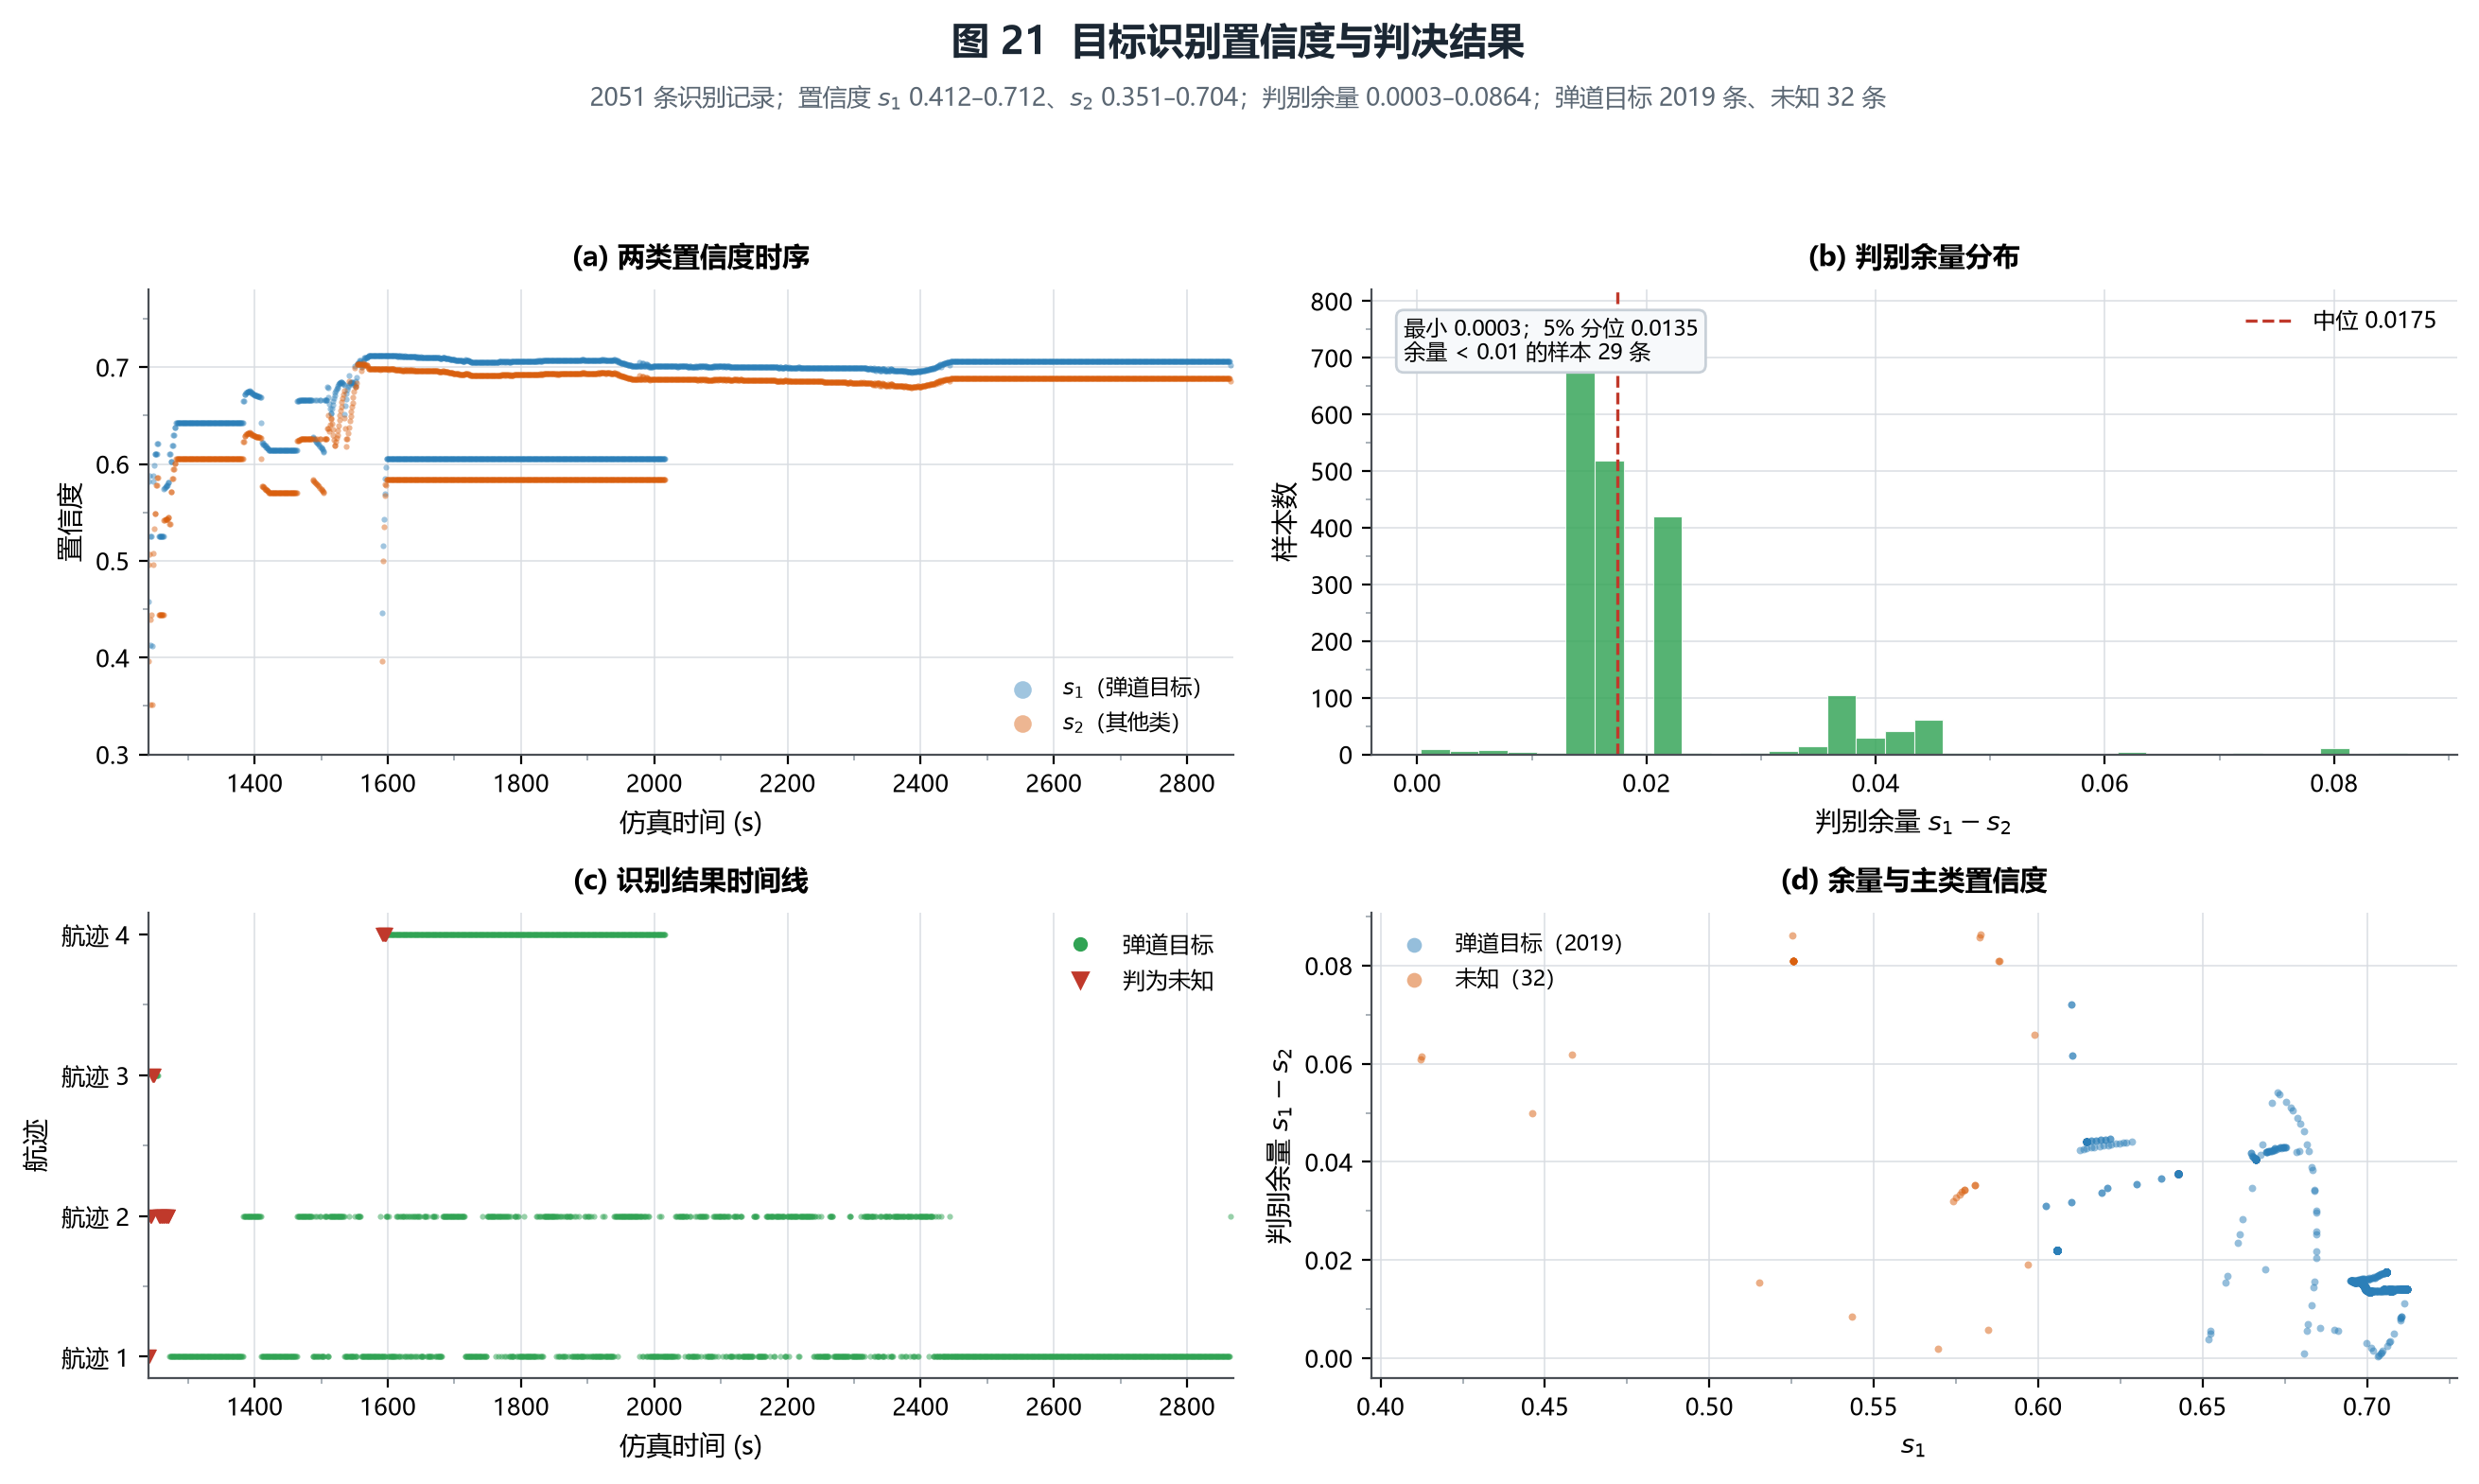 图 21 目标识别置信度与判决结果
2051 条识别记录；置信度 s₁ 0.412–0.712、s₂ 0.351–0.704；判别余量 0.0003–0.0864；弹道目标 2019 条、未知 32 条
(a) 两类置信度时序
置信度
0.7
0.6
0.5
0.4
0.3
s₁（弹道目标）
s₂（其他类）
1400 1600 1800 2000 2200 2400 2600 2800
仿真时间 (s)
(b) 判别余量分布
样本数
800
700
600
500
400
300
200
100
0
最小 0.0003；5% 分位 0.0135
余量 < 0.01 的样本 29 条
中位 0.0175
0.00 0.02 0.04 0.06 0.08
判别余量 s₁ − s₂
(c) 识别结果时间线
航迹
航迹 4
航迹 3
航迹 2
航迹 1
弹道目标
判为未知
1400 1600 1800 2000 2200 2400 2600 2800
仿真时间 (s)
(d) 余量与主类置信度
判别余量 s₁ − s₂
0.08
0.06
0.04
0.02
0.00
弹道目标（2019）
未知（32）
0.40 0.45 0.50 0.55 0.60 0.65 0.70
s₁